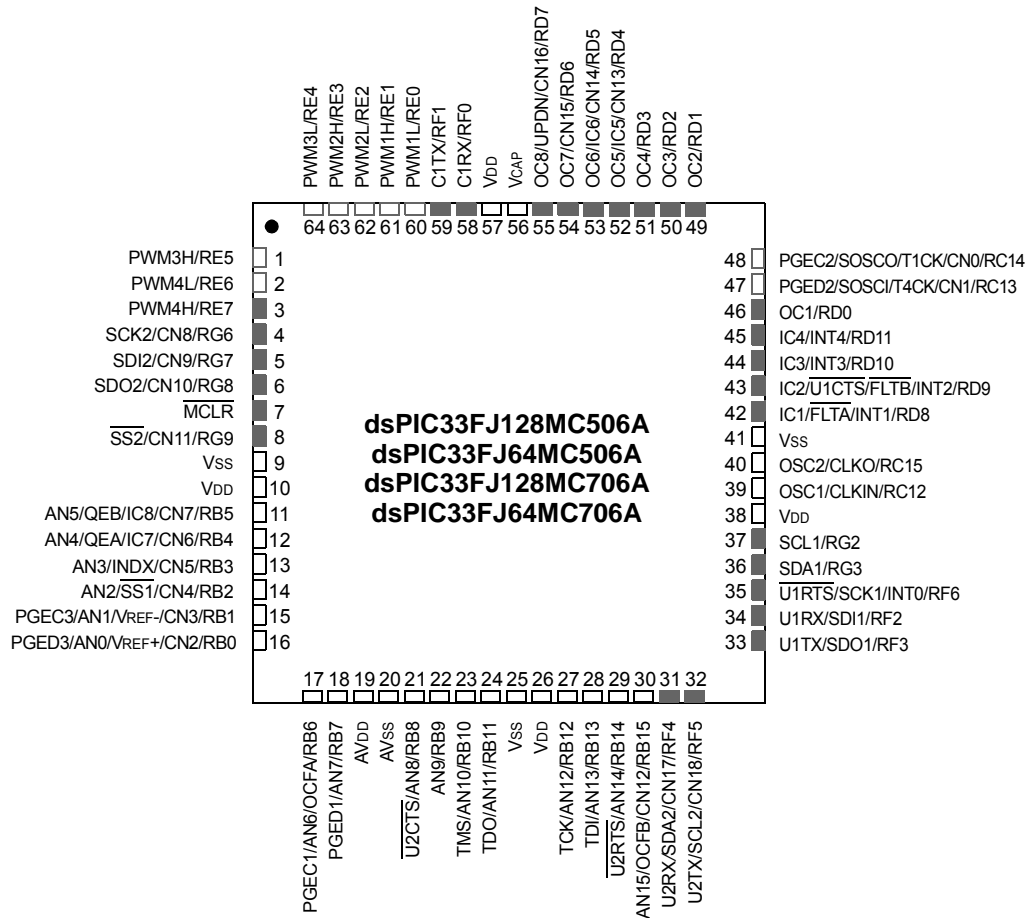 PWM3L/RE4
PWM2H/RE3
PWM2L/RE2
PWM1H/RE1
PWM1L/RE0
C1TX/RF1
C1RX/RF0
VDD
VCAP
OC8/UPDN/CN16/RD7
OC7/CN15/RD6
OC6/IC6/CN14/RD5
OC5/IC5/CN13/RD4
OC4/RD3
OC3/RD2
OC2/RD1
64 63 62 61 60 59 58 57 56 55 54 53 52 51 50 49
PWM3H/RE5 1
PWM4L/RE6 2
PWM4H/RE7 3
SCK2/CN8/RG6 4
SDI2/CN9/RG7 5
SDO2/CN10/RG8 6
MCLR 7
SS2/CN11/RG9 8
VSS 9
VDD 10
AN5/QEB/IC8/CN7/RB5 11
AN4/QEA/IC7/CN6/RB4 12
AN3/INDX/CN5/RB3 13
AN2/SS1/CN4/RB2 14
PGEC3/AN1/VREF-/CN3/RB1 15
PGED3/AN0/VREF+/CN2/RB0 16
dsPIC33FJ128MC506A
dsPIC33FJ64MC506A
dsPIC33FJ128MC706A
dsPIC33FJ64MC706A
48 PGEC2/SOSCO/T1CK/CN0/RC14
47 PGED2/SOSCI/T4CK/CN1/RC13
46 OC1/RD0
45 IC4/INT4/RD11
44 IC3/INT3/RD10
43 IC2/U1CTS/FLTB/INT2/RD9
42 IC1/FLTA/INT1/RD8
41 VSS
40 OSC2/CLKO/RC15
39 OSC1/CLKIN/RC12
38 VDD
37 SCL1/RG2
36 SDA1/RG3
35 U1RTS/SCK1/INT0/RF6
34 U1RX/SDI1/RF2
33 U1TX/SDO1/RF3
17 18 19 20 21 22 23 24 25 26 27 28 29 30 31 32
PGEC1/AN6/OCFA/RB6
PGED1/AN7/RB7
AVDD
AVSS
U2CTS/AN8/RB8
AN9/RB9
TMS/AN10/RB10
TDO/AN11/RB11
VSS
VDD
TCK/AN12/RB12
TDI/AN13/RB13
U2RTS/AN14/RB14
AN15/OCFB/CN12/RB15
U2RX/SDA2/CN17/RF4
U2TX/SCL2/CN18/RF5